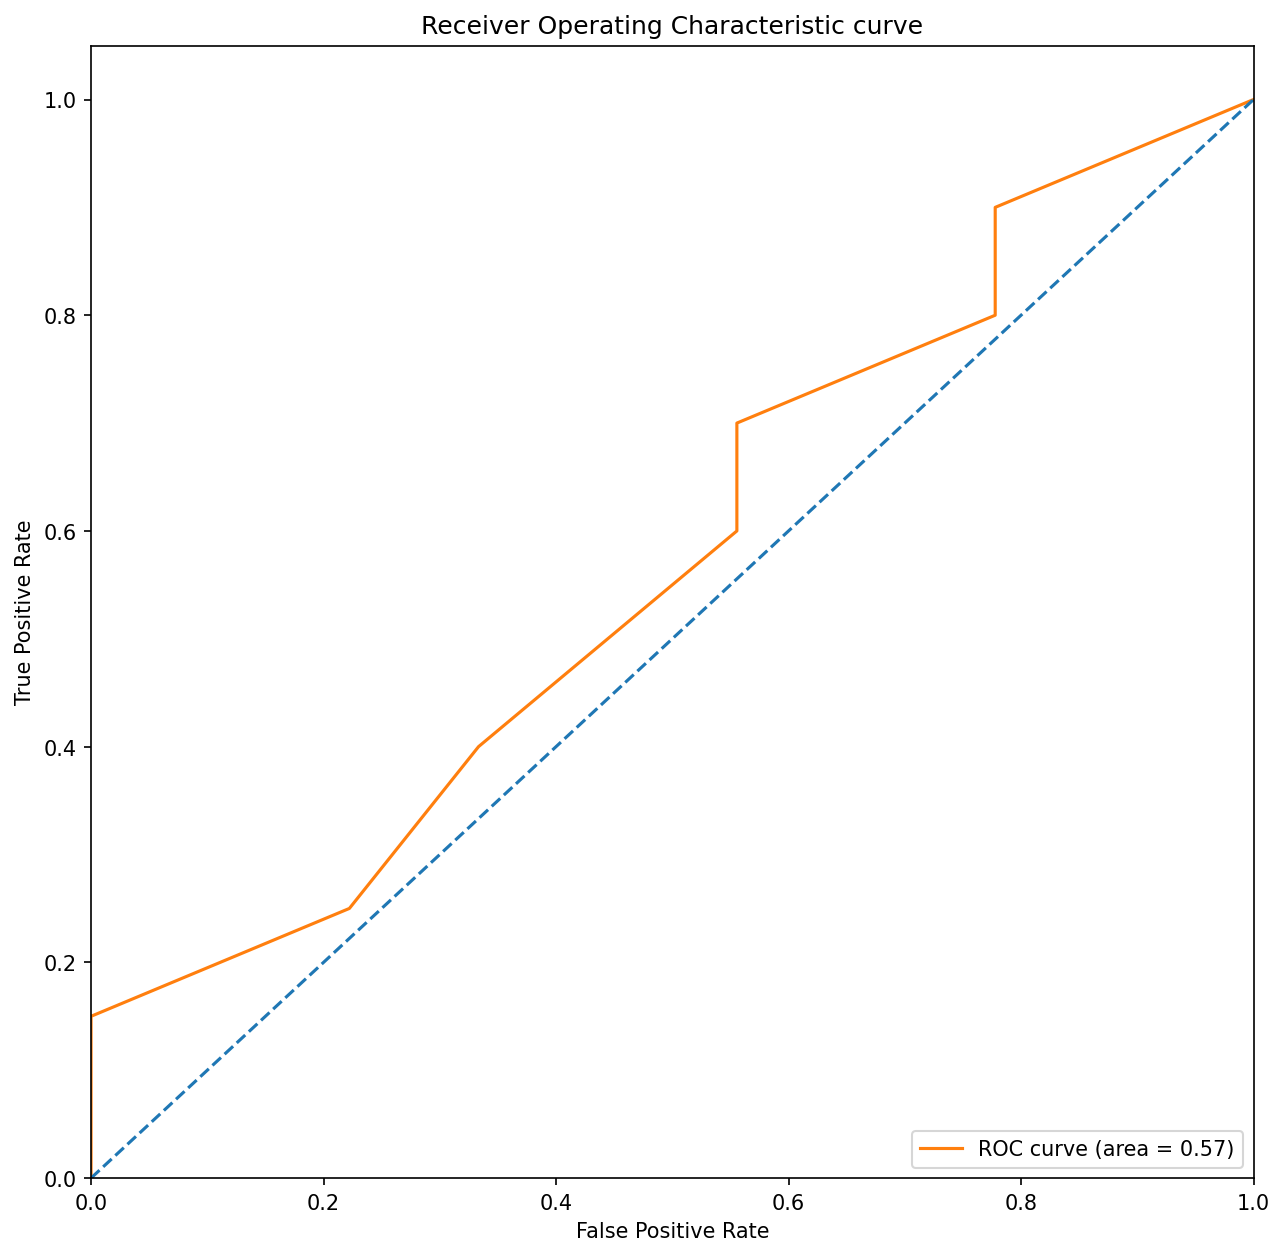 Receiver Operating Characteristic curve
1.0
0.8
0.6
0.4
0.2
0.0
True Positive Rate
ROC curve (area = 0.57)
0.0 0.2 0.4 0.6 0.8 1.0
False Positive Rate